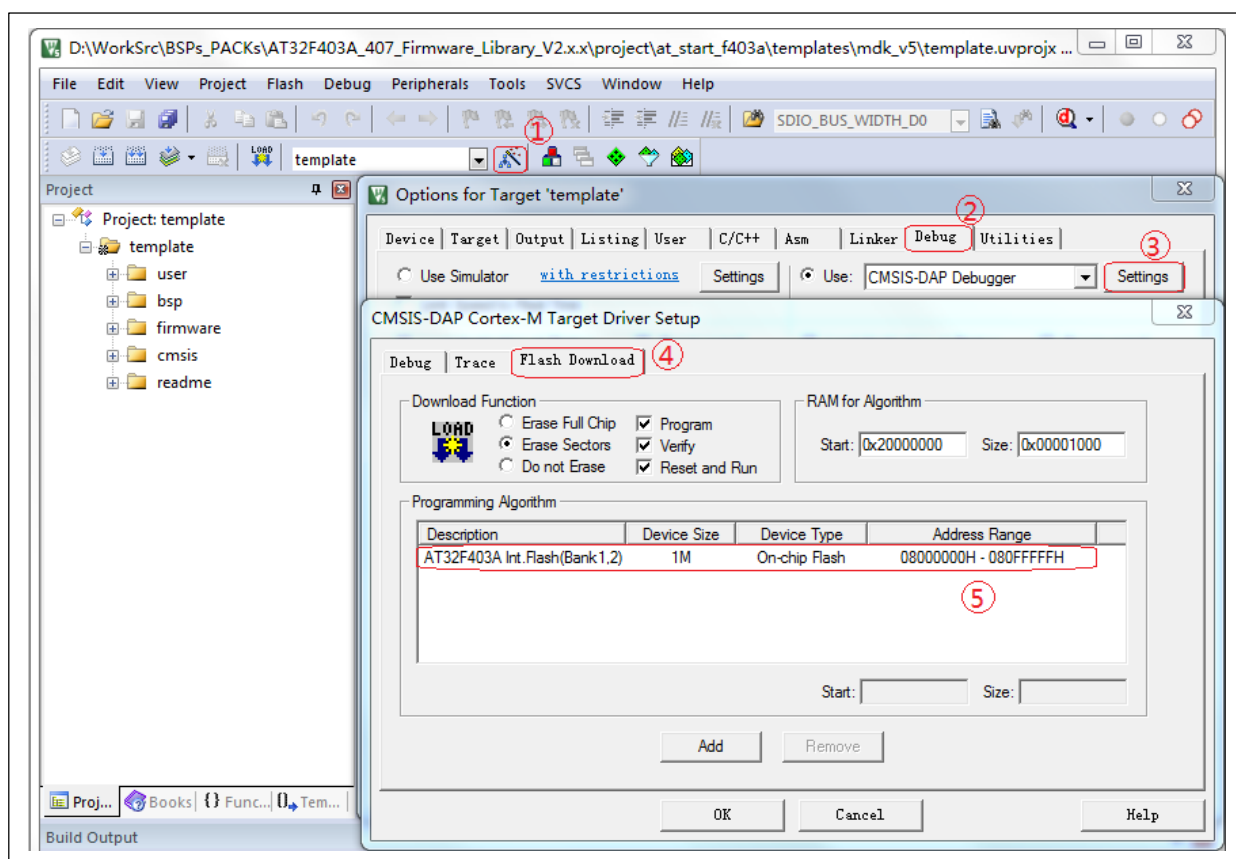 D:\WorkSrc\BSPs_PACKs\AT32F403A_407_Firmware_Library_V2.x.x\project\at_start_f403a\templates\mdk_v5\template.uvprojx ...
File Edit View Project Flash Debug Peripherals Tools SVCS Window Help
SDIO_BUS_WIDTH_D0
①
LOAD template
Project
Options for Target 'template'
Project: template
②
Device Target Output Listing User C/C++ Asm Linker Debug Utilities
③
template
user
Use Simulator with restrictions Settings Use: CMSIS-DAP Debugger Settings
bsp
firmware
CMSIS-DAP Cortex-M Target Driver Setup
cmsis
Debug Trace Flash Download ④
readme
Download Function
RAM for Algorithm
LOAD
Erase Full Chip Program
Erase Sectors Verify
Start: 0x20000000 Size: 0x00001000
Do not Erase Reset and Run
Programming Algorithm
Description Device Size Device Type Address Range
AT32F403A Int.Flash(Bank1,2) 1M On-chip Flash 08000000H - 080FFFFFH
⑤
Start: Size:
Add Remove
Proj... Books {} Func... Tem...
OK Cancel Help
Build Output